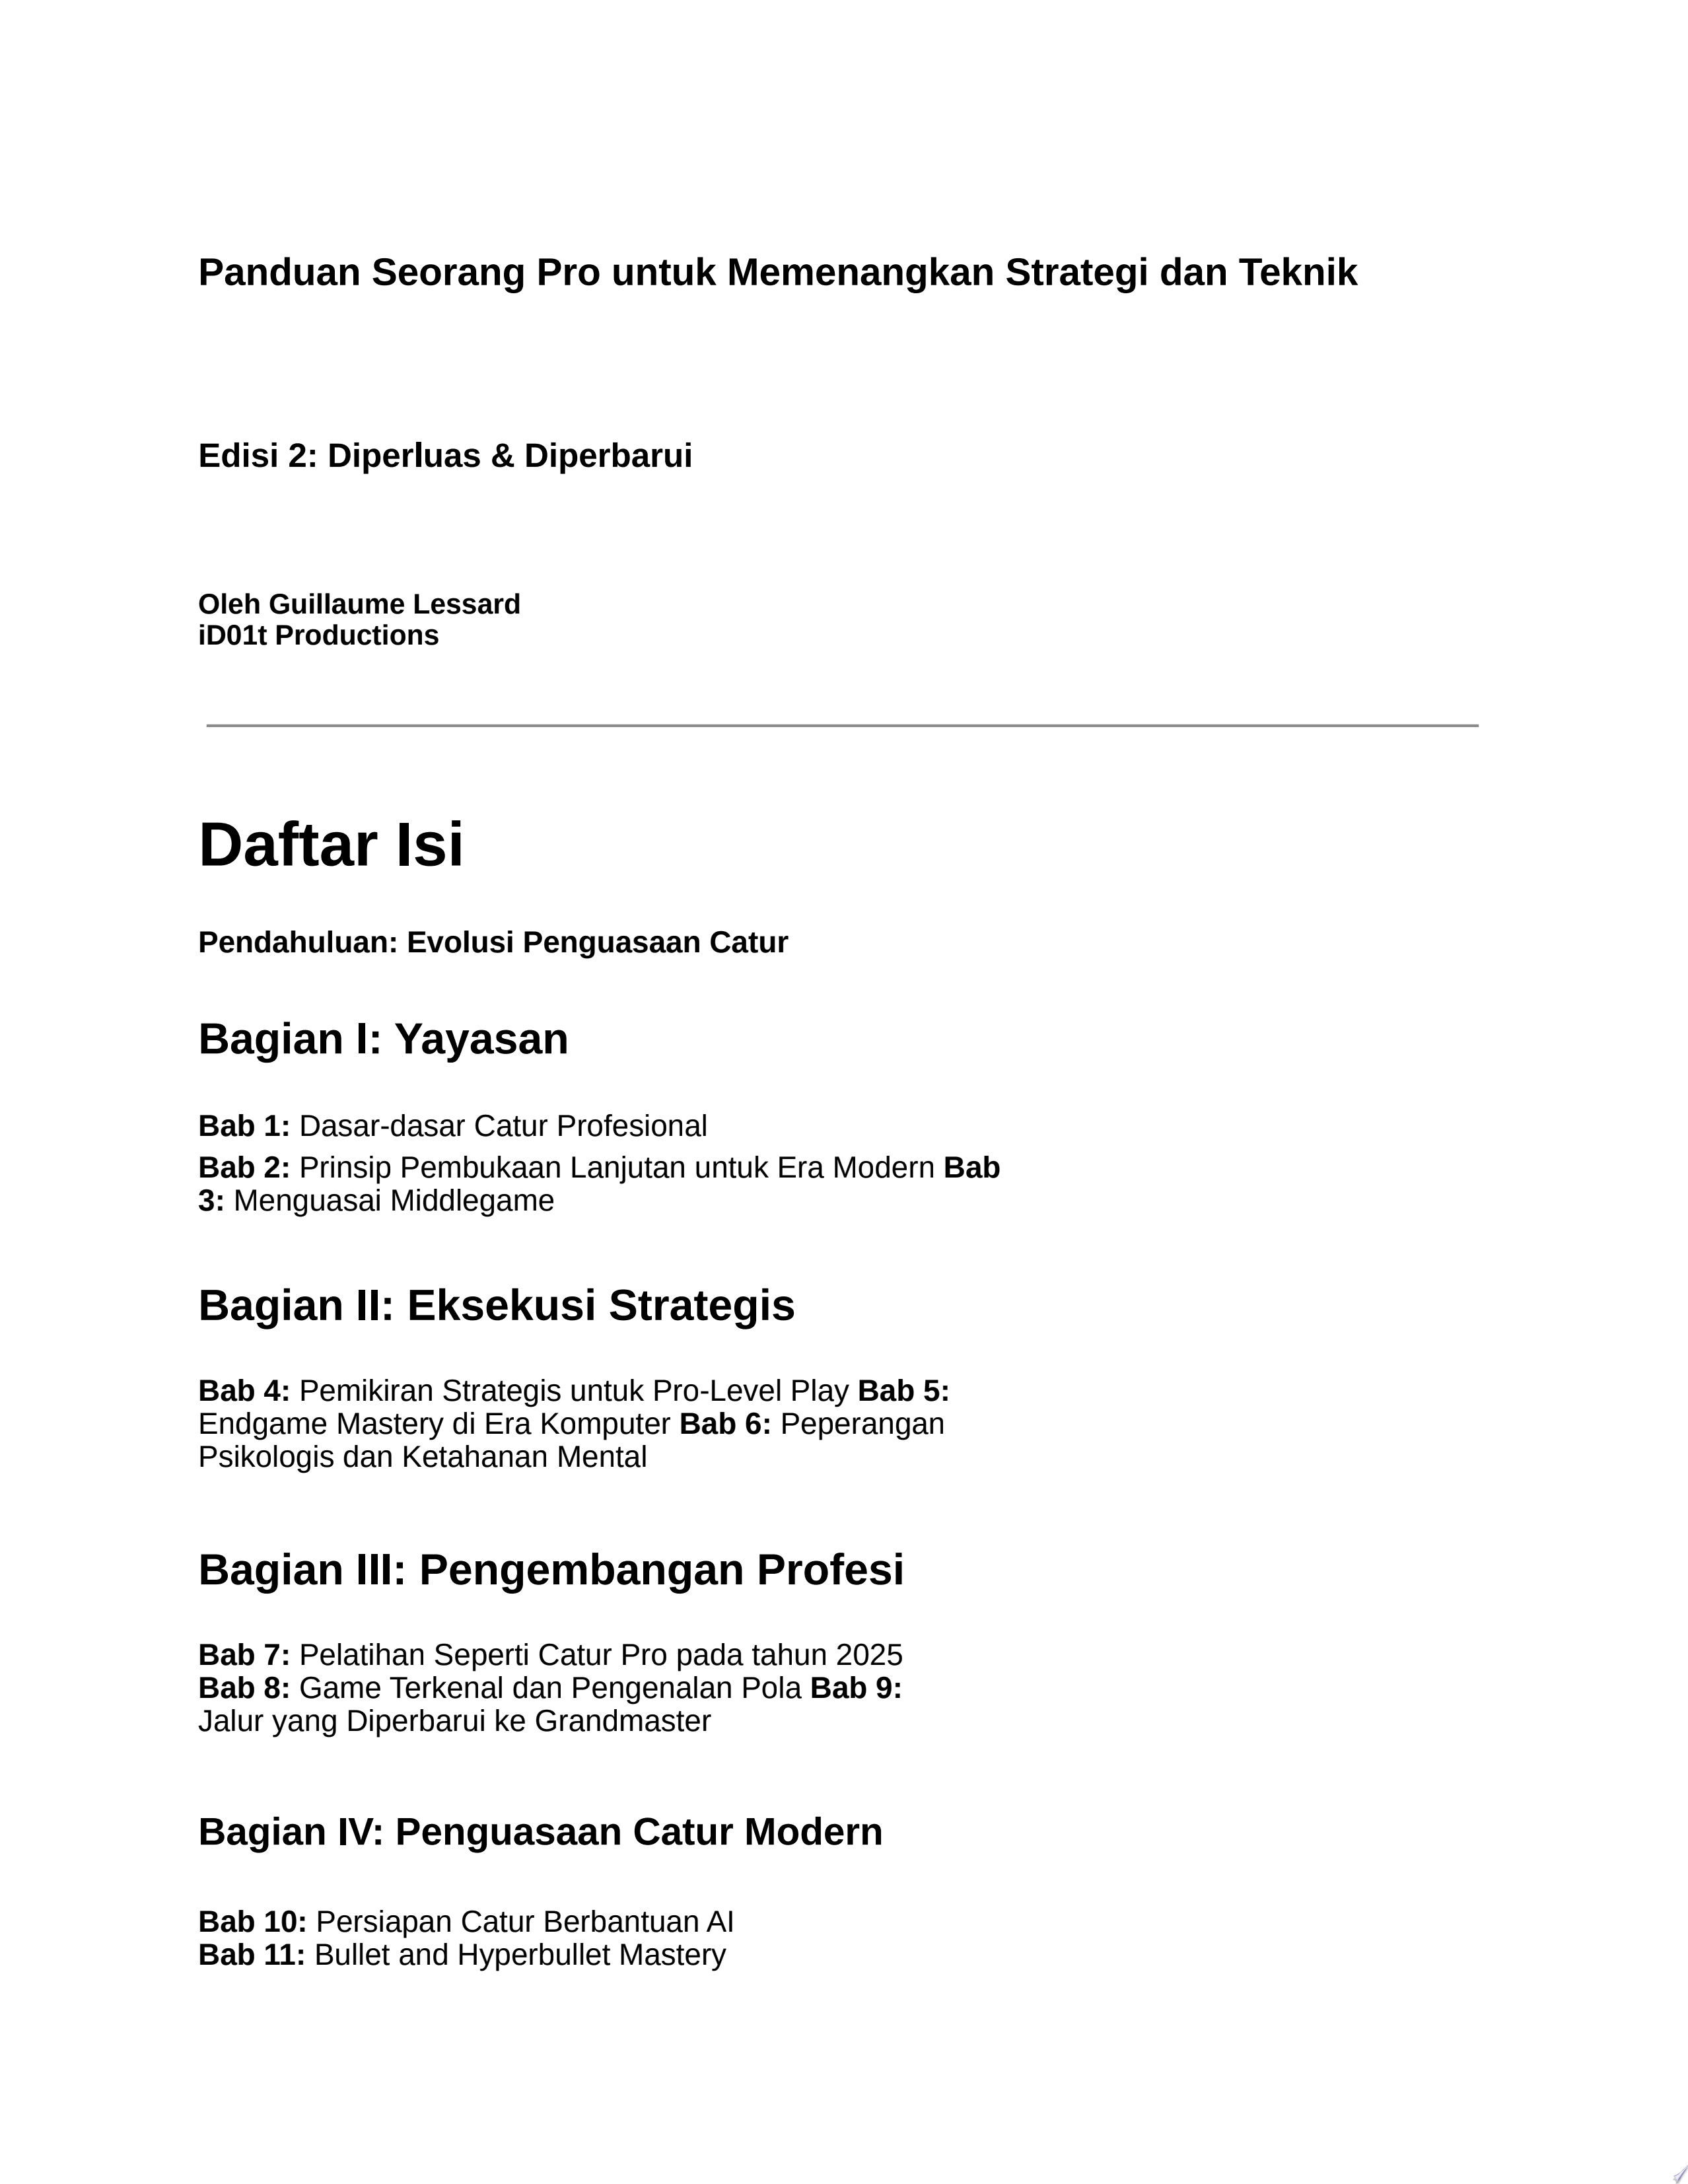 Panduan Seorang Pro untuk Memenangkan Strategi dan Teknik
Edisi 2: Diperluas & Diperbarui
Oleh Guillaume Lessard
iD01t Productions
Daftar Isi
Pendahuluan: Evolusi Penguasaan Catur
Bagian I: Yayasan
Bab 1: Dasar-dasar Catur Profesional
Bab 2: Prinsip Pembukaan Lanjutan untuk Era Modern Bab
3: Menguasai Middlegame
Bagian II: Eksekusi Strategis
Bab 4: Pemikiran Strategis untuk Pro-Level Play Bab 5:
Endgame Mastery di Era Komputer Bab 6: Peperangan
Psikologis dan Ketahanan Mental
Bagian III: Pengembangan Profesi
Bab 7: Pelatihan Seperti Catur Pro pada tahun 2025
Bab 8: Game Terkenal dan Pengenalan Pola Bab 9:
Jalur yang Diperbarui ke Grandmaster
Bagian IV: Penguasaan Catur Modern
Bab 10: Persiapan Catur Berbantuan AI
Bab 11: Bullet and Hyperbullet Mastery